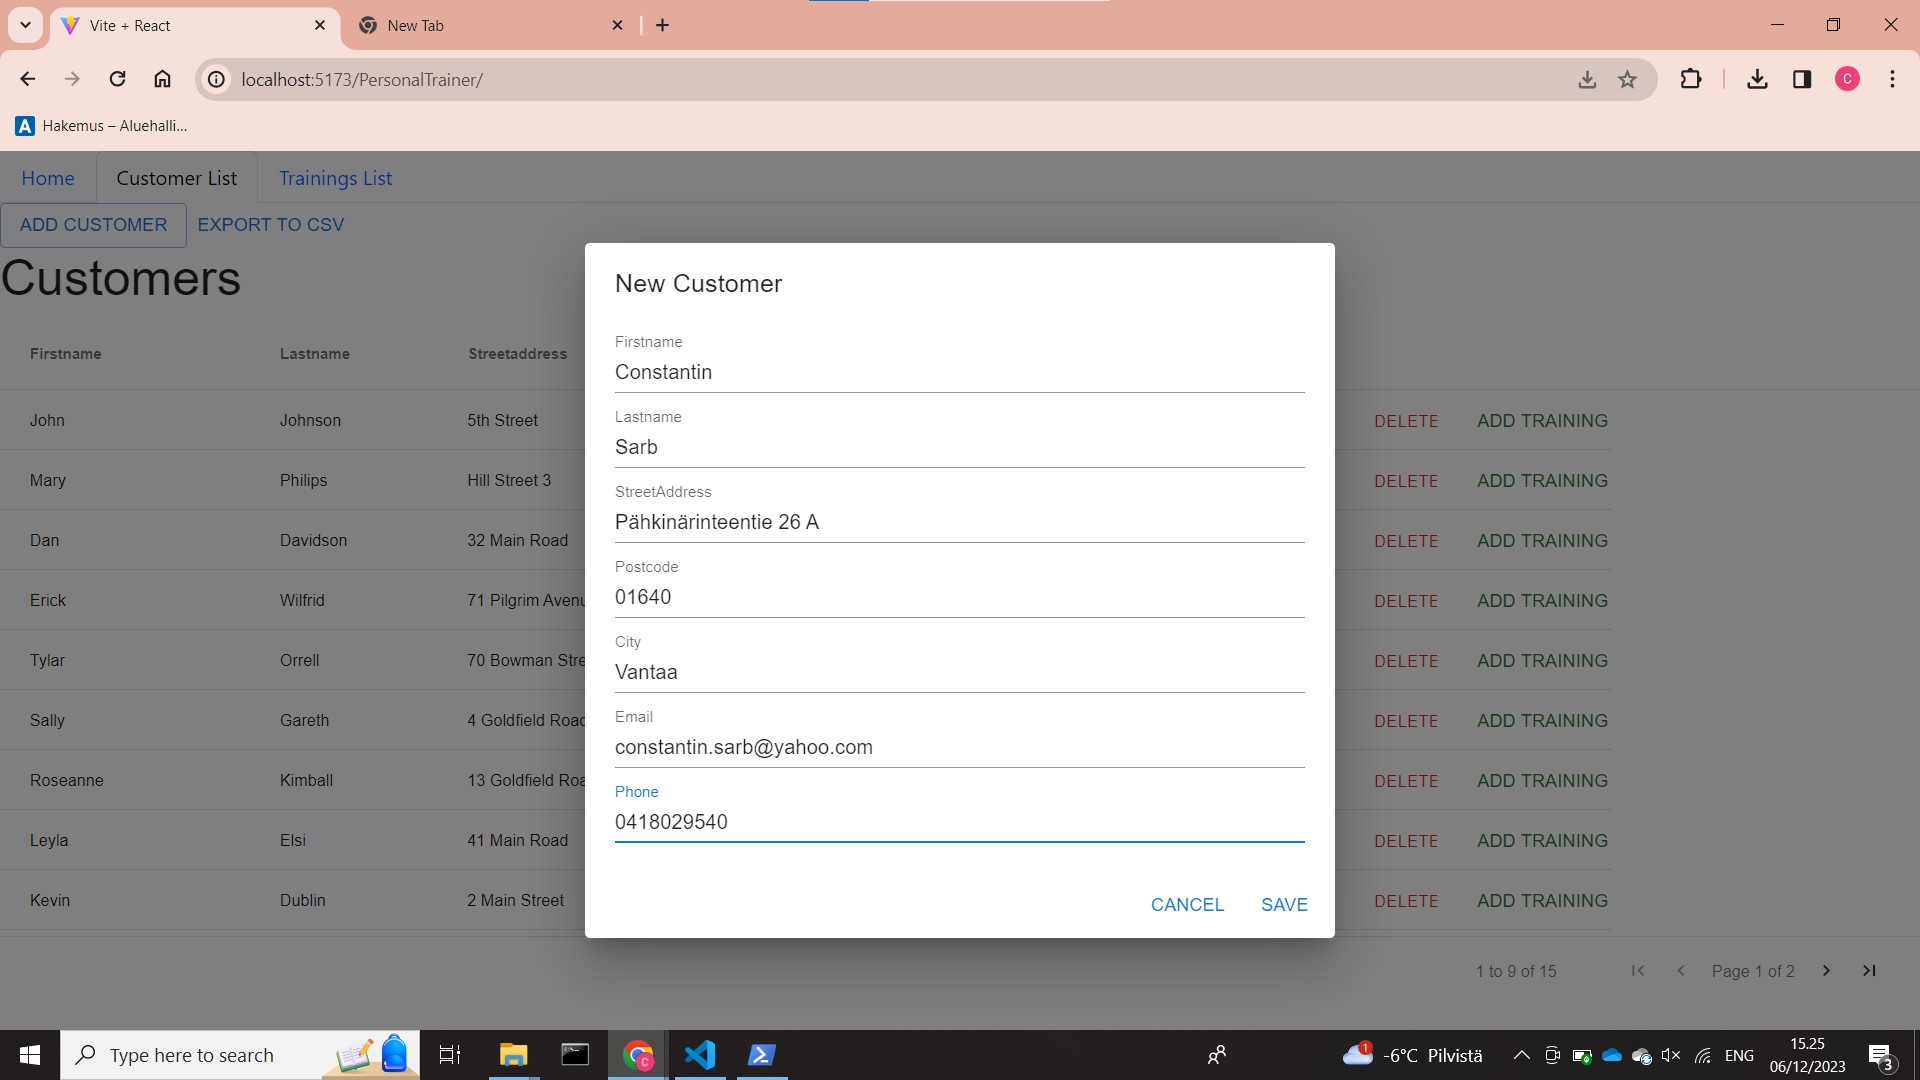 Vite + React
New Tab
localhost:5173/PersonalTrainer/
C
A Hakemus – Aluehalli...
Home Customer List Trainings List
ADD CUSTOMER EXPORT TO CSV
Customers
Firstname Lastname Streetaddress
John Johnson 5th Street DELETE ADD TRAINING
Mary Philips Hill Street 3 DELETE ADD TRAINING
Dan Davidson 32 Main Road DELETE ADD TRAINING
Erick Wilfrid 71 Pilgrim Avenu DELETE ADD TRAINING
Tylar Orrell 70 Bowman Stre DELETE ADD TRAINING
Sally Gareth 4 Goldfield Road DELETE ADD TRAINING
Roseanne Kimball 13 Goldfield Roa DELETE ADD TRAINING
Leyla Elsi 41 Main Road DELETE ADD TRAINING
Kevin Dublin 2 Main Street DELETE ADD TRAINING
New Customer
Firstname
Constantin
Lastname
Sarb
StreetAddress
Pähkinärinteentie 26 A
Postcode
01640
City
Vantaa
Email
constantin.sarb@yahoo.com
Phone
0418029540
CANCEL SAVE
1 to 9 of 15 Page 1 of 2
Type here to search
1 -6°C Pilvistä
ENG
15.25
06/12/2023
3